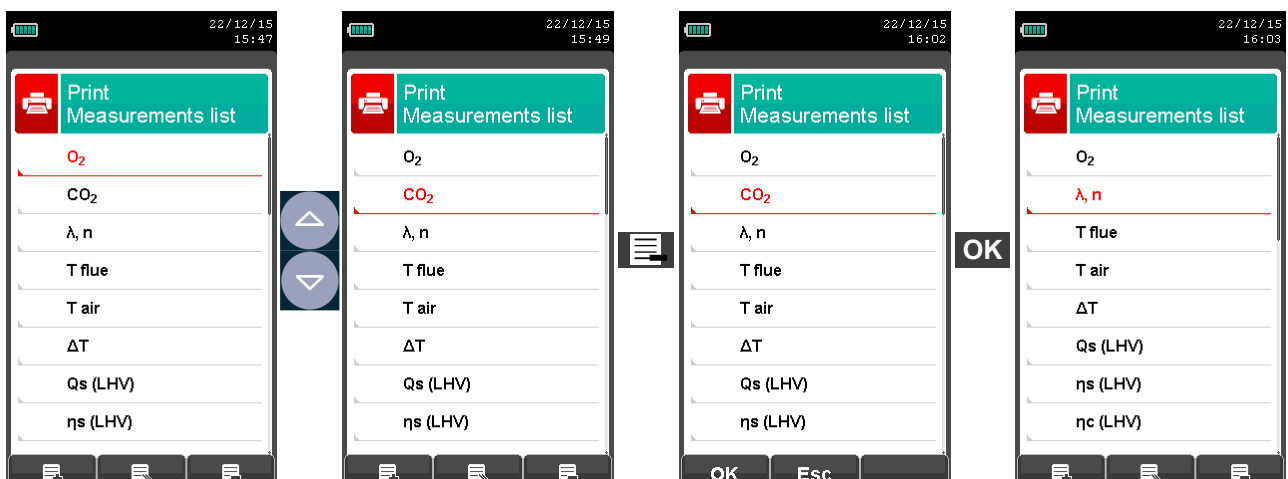 22/12/15
15:47
Print
Measurements list
O₂
CO₂
λ, n
T flue
T air
ΔT
Qs (LHV)
ηs (LHV)
22/12/15
15:49
Print
Measurements list
O₂
CO₂
λ, n
T flue
T air
ΔT
Qs (LHV)
ηs (LHV)
22/12/15
16:02
Print
Measurements list
O₂
CO₂
λ, n
T flue
T air
ΔT
Qs (LHV)
ηs (LHV)
OK Esc
OK
22/12/15
16:03
Print
Measurements list
O₂
λ, n
T flue
T air
ΔT
Qs (LHV)
ηs (LHV)
ηc (LHV)